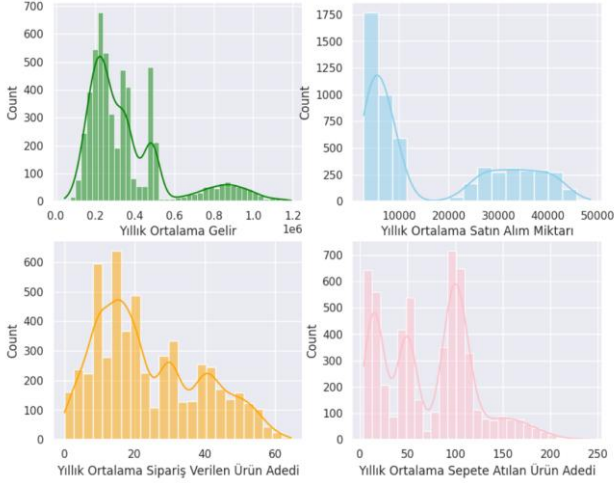 700
600
500
400
300
200
100
0
Count
0.0 0.2 0.4 0.6 0.8 1.0 1.2
1e6
Yıllık Ortalama Gelir
1750
1500
1250
1000
750
500
250
0
Count
10000 20000 30000 40000 50000
Yıllık Ortalama Satın Alım Miktarı
600
500
400
300
200
100
0
Count
0 20 40 60
Yıllık Ortalama Sipariş Verilen Ürün Adedi
700
600
500
400
300
200
100
0
Count
0 50 100 150 200 250
Yıllık Ortalama Sepete Atılan Ürün Adedi